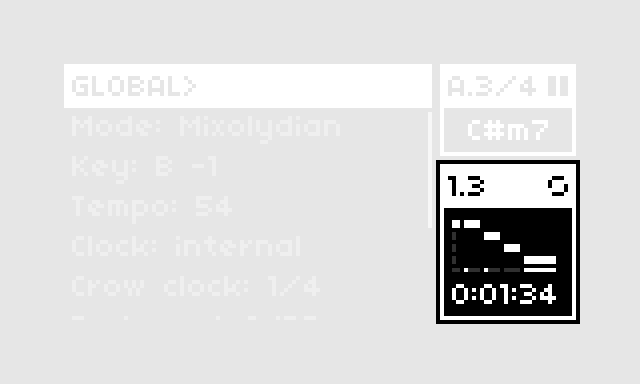 GLOBAL>
Mode: Mixolydian
Key: B -1
Tempo: 54
Clock: internal
Crow clock: 1/4
A.3/4
C#m7
1.3
0:01:34